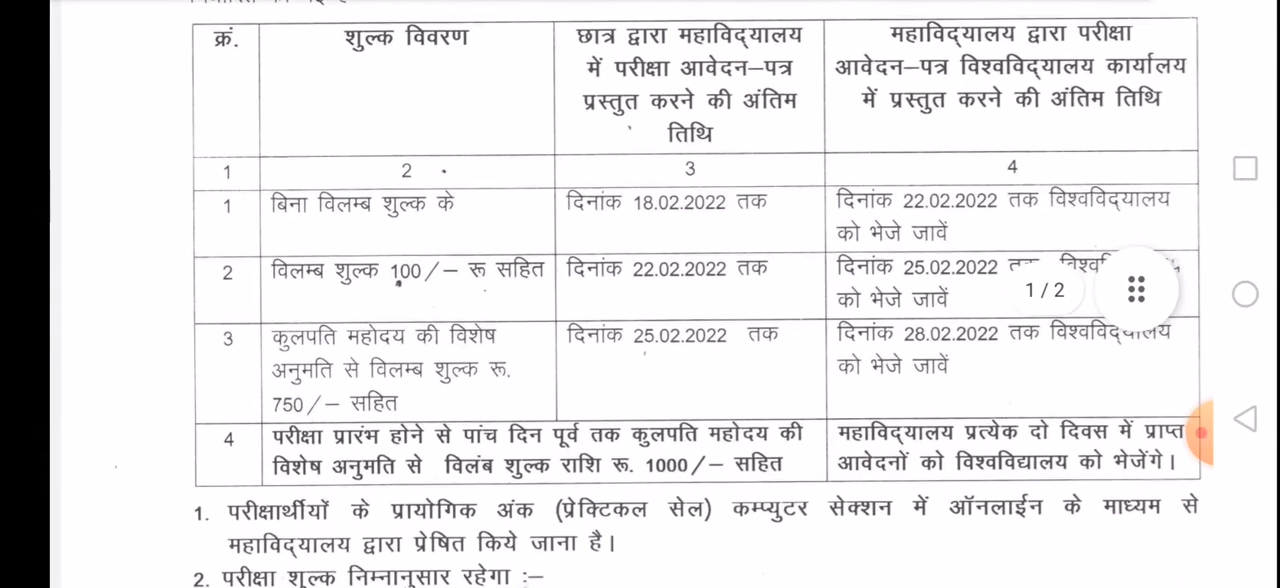 क्रं.
शुल्क विवरण
छात्र द्वारा महाविद्यालय
में परीक्षा आवेदन–पत्र
प्रस्तुत करने की अंतिम
तिथि
महाविद्यालय द्वारा परीक्षा
आवेदन–पत्र विश्वविद्यालय कार्यालय
में प्रस्तुत करने की अंतिम तिथि
1
2
3
4
1
बिना विलम्ब शुल्क के
दिनांक 18.02.2022 तक
दिनांक 22.02.2022 तक विश्वविद्यालय
को भेजे जावें
2
विलम्ब शुल्क 100/– रू सहित
दिनांक 22.02.2022 तक
दिनांक 25.02.2022
को भेजे जावें
1 / 2
3
कुलपति महोदय की विशेष
अनुमति से विलम्ब शुल्क रू.
750/– सहित
दिनांक 25.02.2022 तक
दिनांक 28.02.2022 तक विश्वविद्यालय
को भेजे जावें
4
परीक्षा प्रारंभ होने से पांच दिन पूर्व तक कुलपति महोदय की
विशेष अनुमति से विलंब शुल्क राशि रू. 1000/– सहित
महाविद्यालय प्रत्येक दो दिवस में प्राप्त
आवेदनों को विश्वविद्यालय को भेजेंगे।
1. परीक्षार्थीयों के प्रायोगिक अंक (प्रेक्टिकल सेल) कम्प्युटर सेक्शन में ऑनलाईन के माध्यम से
महाविद्यालय द्वारा प्रेषित किये जाना है।
2. परीक्षा शुल्क निम्नानुसार रहेगा :–